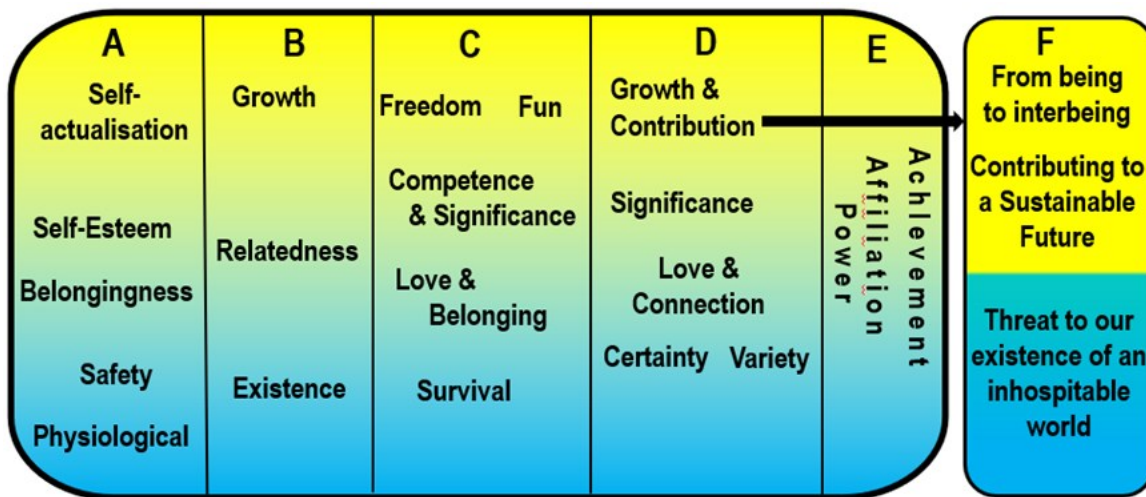 A
Self-
actualisation
Self-Esteem
Belongingness
Safety
Physiological
B
Growth
Relatedness
Existence
C
Freedom Fun
Competence
& Significance
Love &
Belonging
Survival
D
Growth &
Contribution
Significance
Love &
Connection
Certainty Variety
E
Power
Affiliation
Achievement
F
From being
to interbeing
Contributing to
a Sustainable
Future
Threat to our
existence of an
inhospitable
world